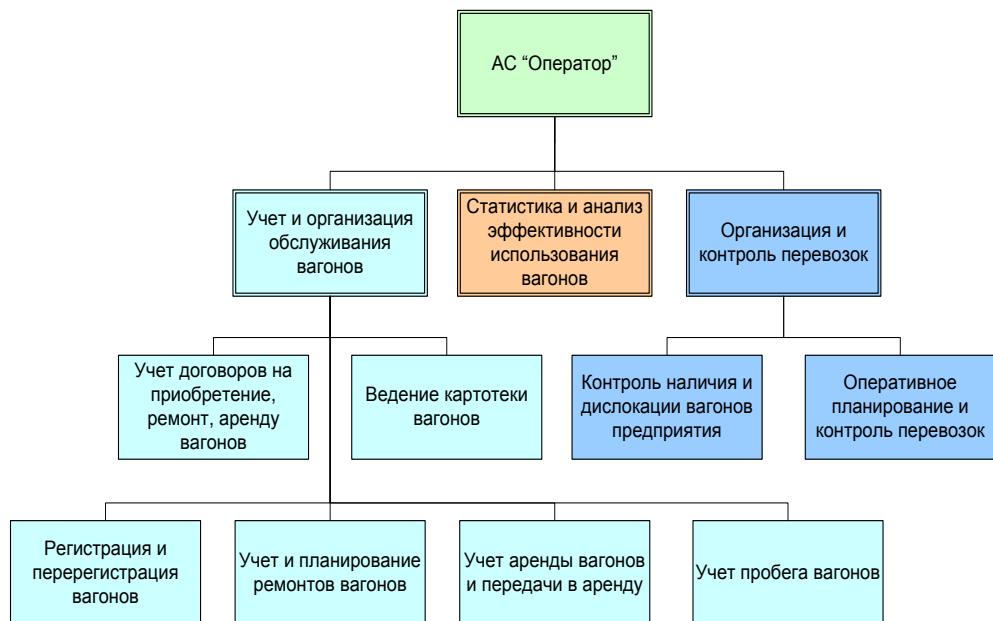 АС “Оператор”
Учет и организация
обслуживания
вагонов
Статистика и анализ
эффективности
использования
вагонов
Организация и
контроль перевозок
Учет договоров на
приобретение,
ремонт, аренду
вагонов
Ведение картотеки
вагонов
Контроль наличия и
дислокации вагонов
предприятия
Оперативное
планирование и
контроль перевозок
Регистрация и
перерегистрация
вагонов
Учет и планирование
ремонтов вагонов
Учет аренды вагонов
и передачи в аренду
Учет пробега вагонов